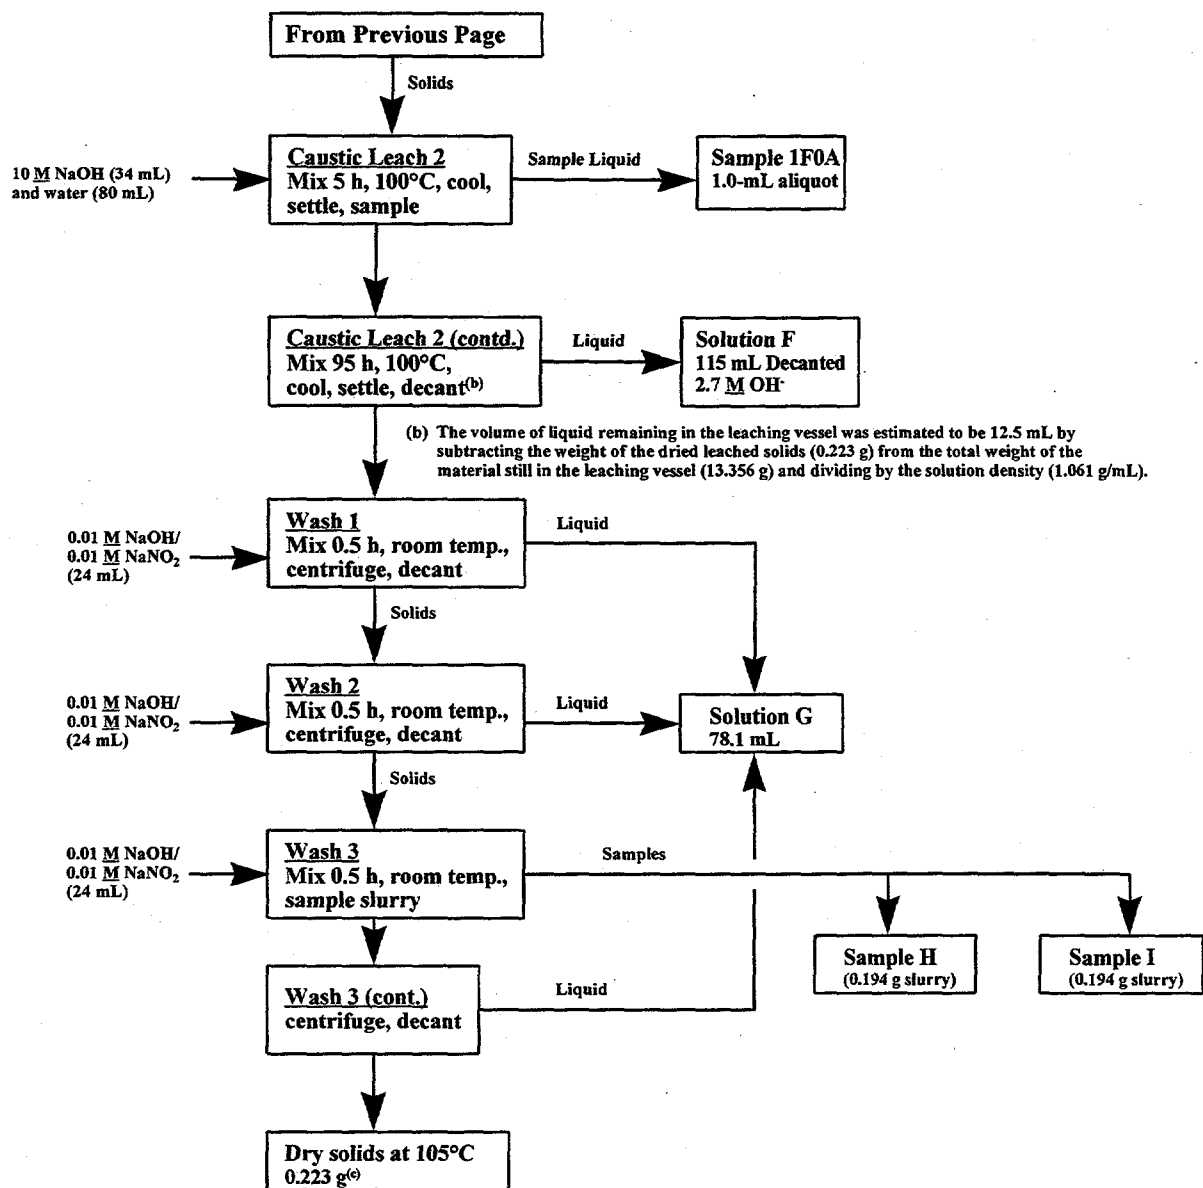 From Previous Page
Solids
10 M NaOH (34 mL)
and water (80 mL)
Caustic Leach 2
Mix 5 h, 100°C, cool,
settle, sample
Sample Liquid
Sample 1F0A
1.0-mL aliquot
Caustic Leach 2 (contd.)
Mix 95 h, 100°C,
cool, settle, decant(b)
Liquid
Solution F
115 mL Decanted
2.7 M OH-
(b) The volume of liquid remaining in the leaching vessel was estimated to be 12.5 mL by
subtracting the weight of the dried leached solids (0.223 g) from the total weight of the
material still in the leaching vessel (13.356 g) and dividing by the solution density (1.061 g/mL).
0.01 M NaOH/
0.01 M NaNO2
(24 mL)
Wash 1
Mix 0.5 h, room temp.,
centrifuge, decant
Liquid
Solids
0.01 M NaOH/
0.01 M NaNO2
(24 mL)
Wash 2
Mix 0.5 h, room temp.,
centrifuge, decant
Liquid
Solution G
78.1 mL
Solids
0.01 M NaOH/
0.01 M NaNO2
(24 mL)
Wash 3
Mix 0.5 h, room temp.,
sample slurry
Samples
Sample H
(0.194 g slurry)
Sample I
(0.194 g slurry)
Wash 3 (cont.)
centrifuge, decant
Liquid
Dry solids at 105°C
0.223 g(c)